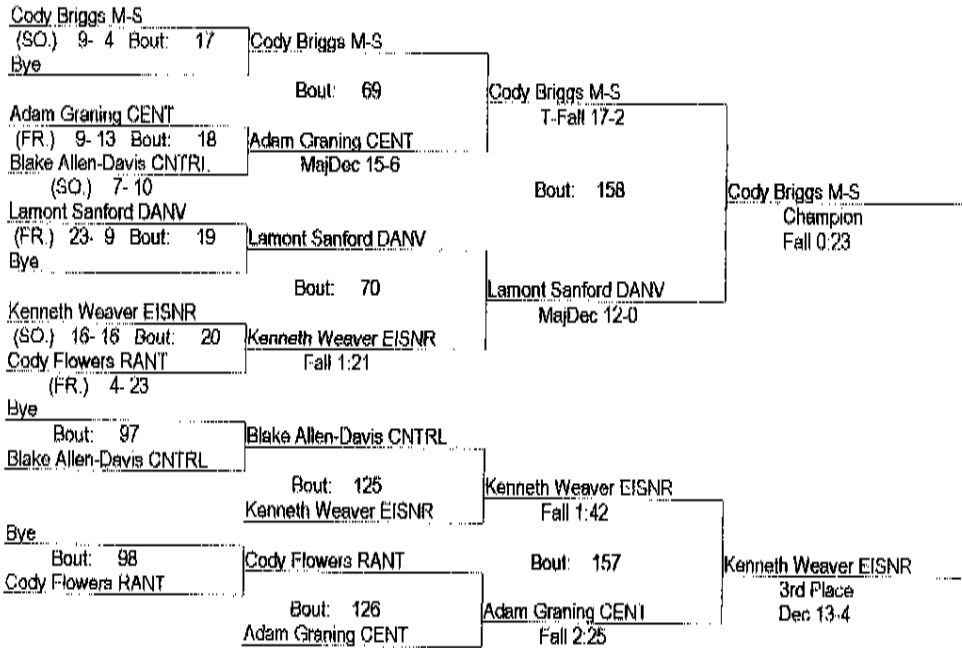 Cody Briggs M-S
(SO.) 9- 4 Bout: 17
Bye
Cody Briggs M-S
Bout: 69
Adam Graning CENT
(FR.) 9- 13 Bout: 18
Blake Allen-Davis CNTRL
(SO.) 7- 10
Adam Graning CENT
MajDec 15-6
Cody Briggs M-S
T-Fall 17-2
Bout: 158
Lamont Sanford DANV
(FR.) 23- 9 Bout: 19
Bye
Lamont Sanford DANV
Bout: 70
Kenneth Weaver EISNR
(SO.) 16- 16 Bout: 20
Cody Flowers RANT
(FR.) 4- 23
Kenneth Weaver EISNR
Fall 1:21
Lamont Sanford DANV
MajDec 12-0
Cody Briggs M-S
Champion
Fall 0:23
Bye
Bout: 97
Blake Allen-Davis CNTRL
Blake Allen-Davis CNTRL
Bout: 125
Kenneth Weaver EISNR
Kenneth Weaver EISNR
Fall 1:42
Bout: 157
Bye
Bout: 98
Cody Flowers RANT
Cody Flowers RANT
Bout: 126
Adam Graning CENT
Adam Graning CENT
Fall 2:25
Kenneth Weaver EISNR
3rd Place
Dec 13-4